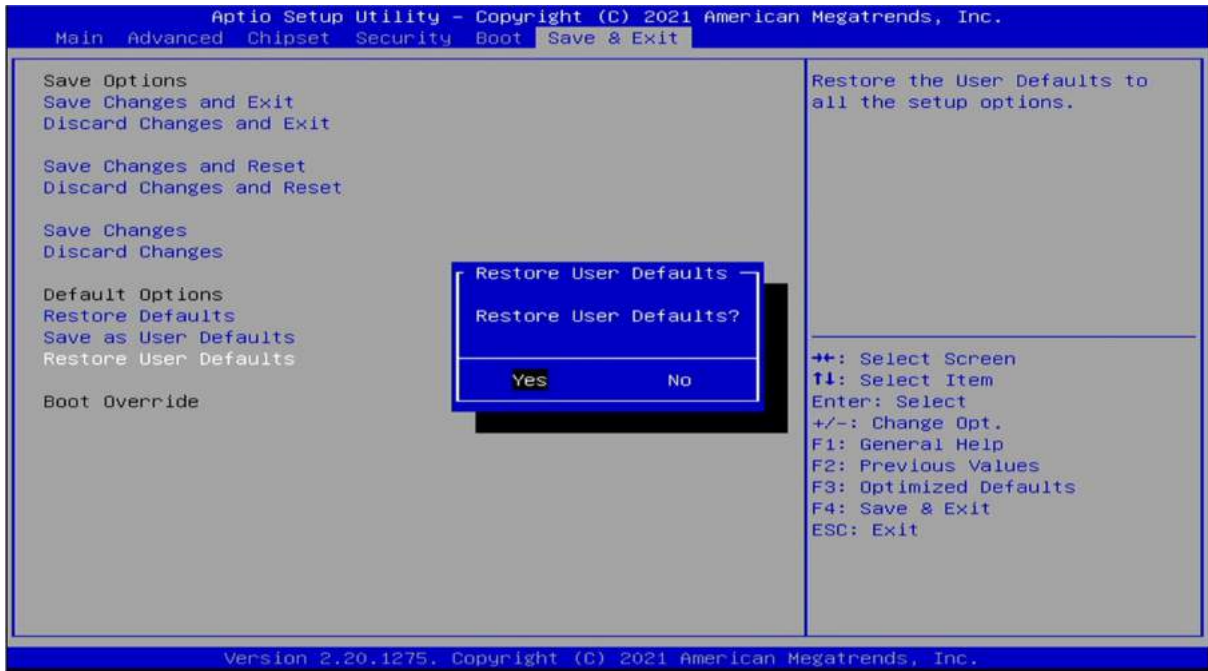 Aptio Setup Utility – Copyright (C) 2021 American Megatrends, Inc.
Main Advanced Chipset Security Boot Save & Exit
Save Options
Save Changes and Exit
Discard Changes and Exit
Save Changes and Reset
Discard Changes and Reset
Save Changes
Discard Changes
Default Options
Restore Defaults
Save as User Defaults
Restore User Defaults
Boot Override
Restore User Defaults
Restore User Defaults?
Yes No
Restore the User Defaults to
all the setup options.
→←: Select Screen
↑↓: Select Item
Enter: Select
+/-: Change Opt.
F1: General Help
F2: Previous Values
F3: Optimized Defaults
F4: Save & Exit
ESC: Exit
Version 2.20.1275. Copyright (C) 2021 American Megatrends, Inc.